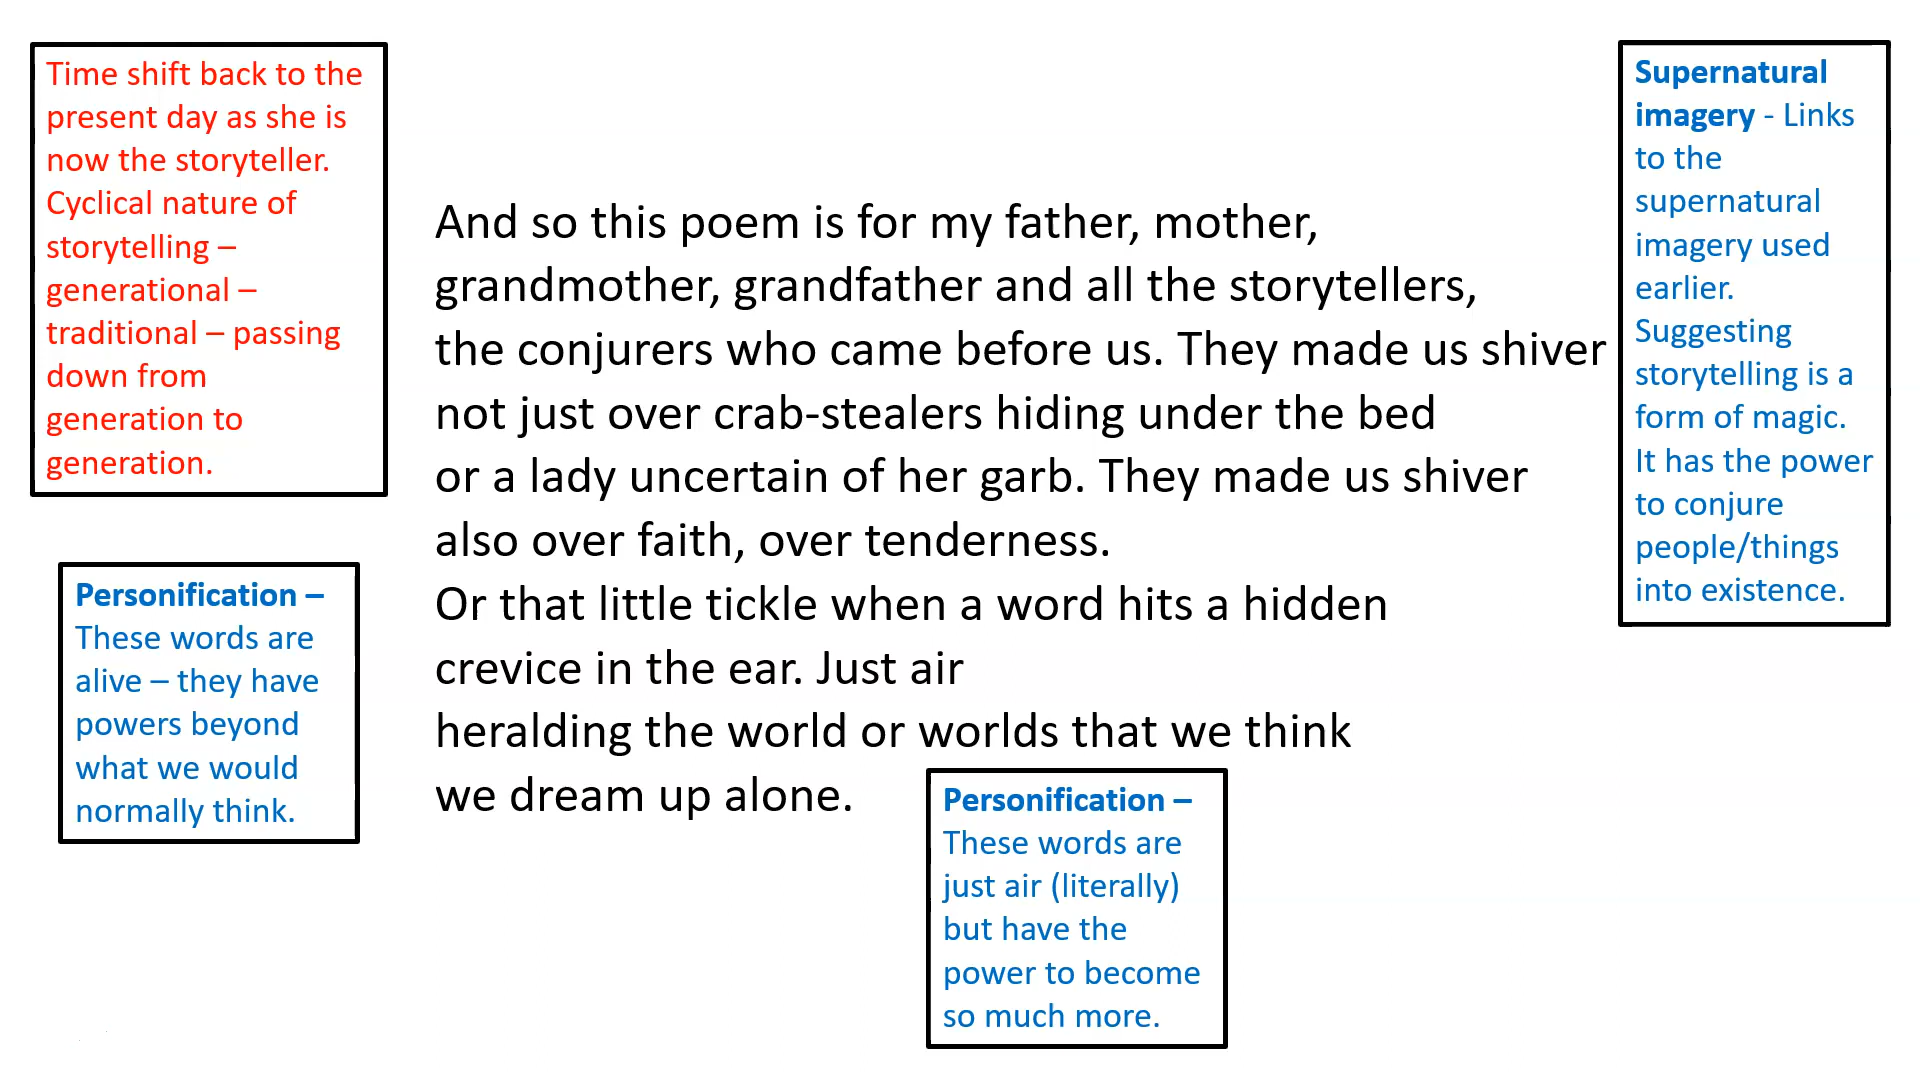 Time shift back to the
present day as she is
now the storyteller.
Cyclical nature of
storytelling –
generational –
traditional – passing
down from
generation to
generation.
Personification –
These words are
alive – they have
powers beyond
what we would
normally think.
And so this poem is for my father, mother,
grandmother, grandfather and all the storytellers,
the conjurers who came before us. They made us shiver
not just over crab-stealers hiding under the bed
or a lady uncertain of her garb. They made us shiver
also over faith, over tenderness.
Or that little tickle when a word hits a hidden
crevice in the ear. Just air
heralding the world or worlds that we think
we dream up alone.
Personification –
These words are
just air (literally)
but have the
power to become
so much more.
Supernatural
imagery - Links
to the
supernatural
imagery used
earlier.
Suggesting
storytelling is a
form of magic.
It has the power
to conjure
people/things
into existence.